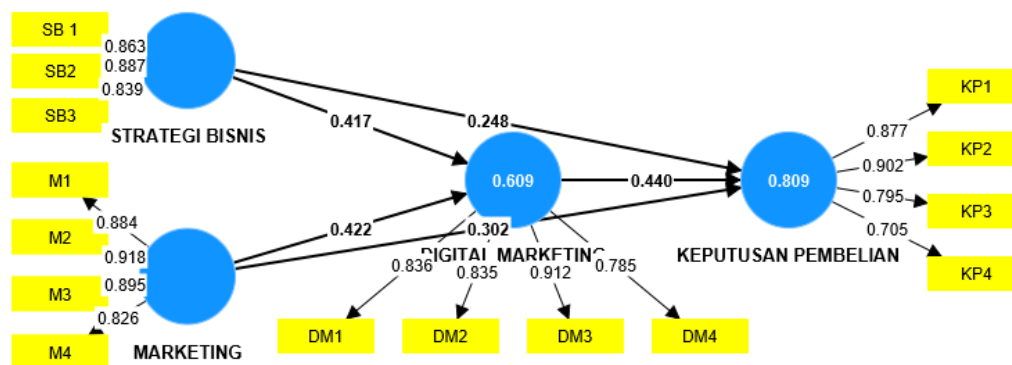 SB 1
0.863
SB2
0.887
0.839
SB3
STRATEGI BISNIS
0.417
0.248
M1
0.884
M2
0.918
M3
0.895
0.826
M4
MARKETING
0.422
0.302
0.609
0.440
0.809
DIGITAL MARKETING
KEPUTUSAN PEMBELIAN
0.836
0.835
0.912
0.785
DM1
DM2
DM3
DM4
KP1
0.877
KP2
0.902
0.795
KP3
0.705
KP4